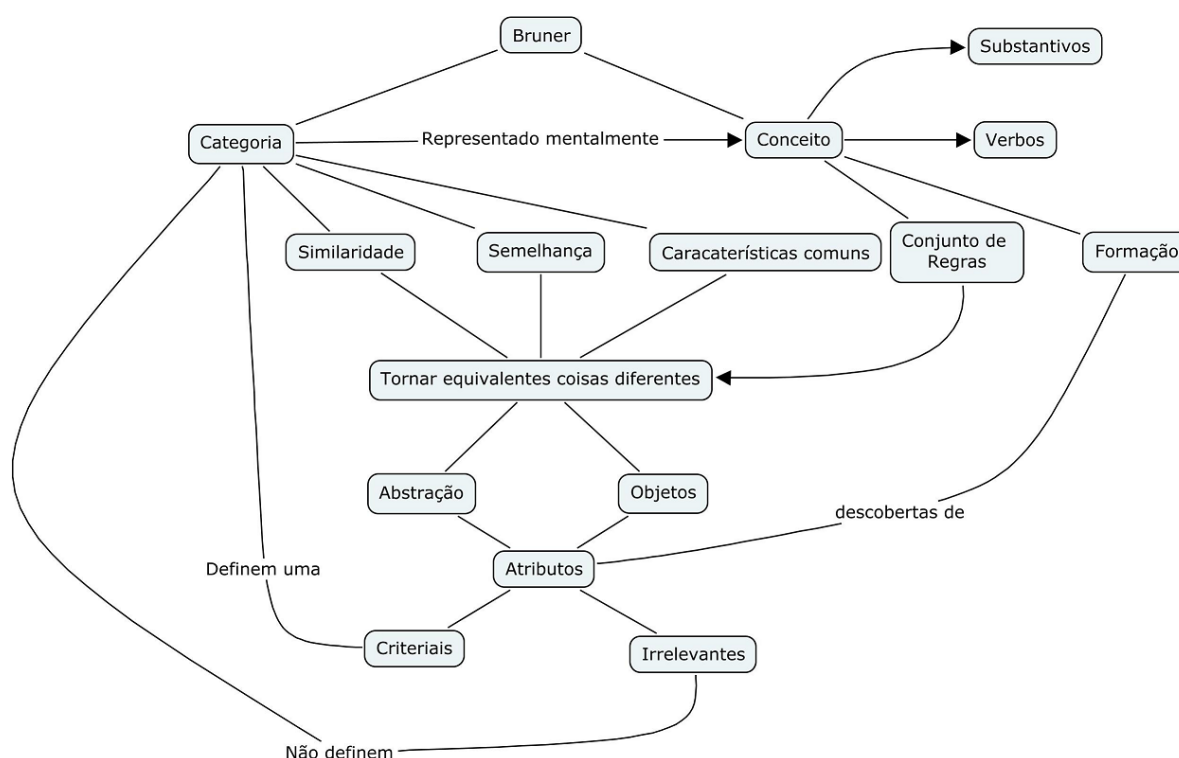 Bruner
Substantivos
Categoria
Representado mentalmente
Conceito
Verbos
Similaridade
Semelhança
Caracaterísticas comuns
Conjunto de
Regras
Formação
Tornar equivalentes coisas diferentes
Abstração
Objetos
descobertas de
Definem uma
Atributos
Criteriais
Irrelevantes
Não definem